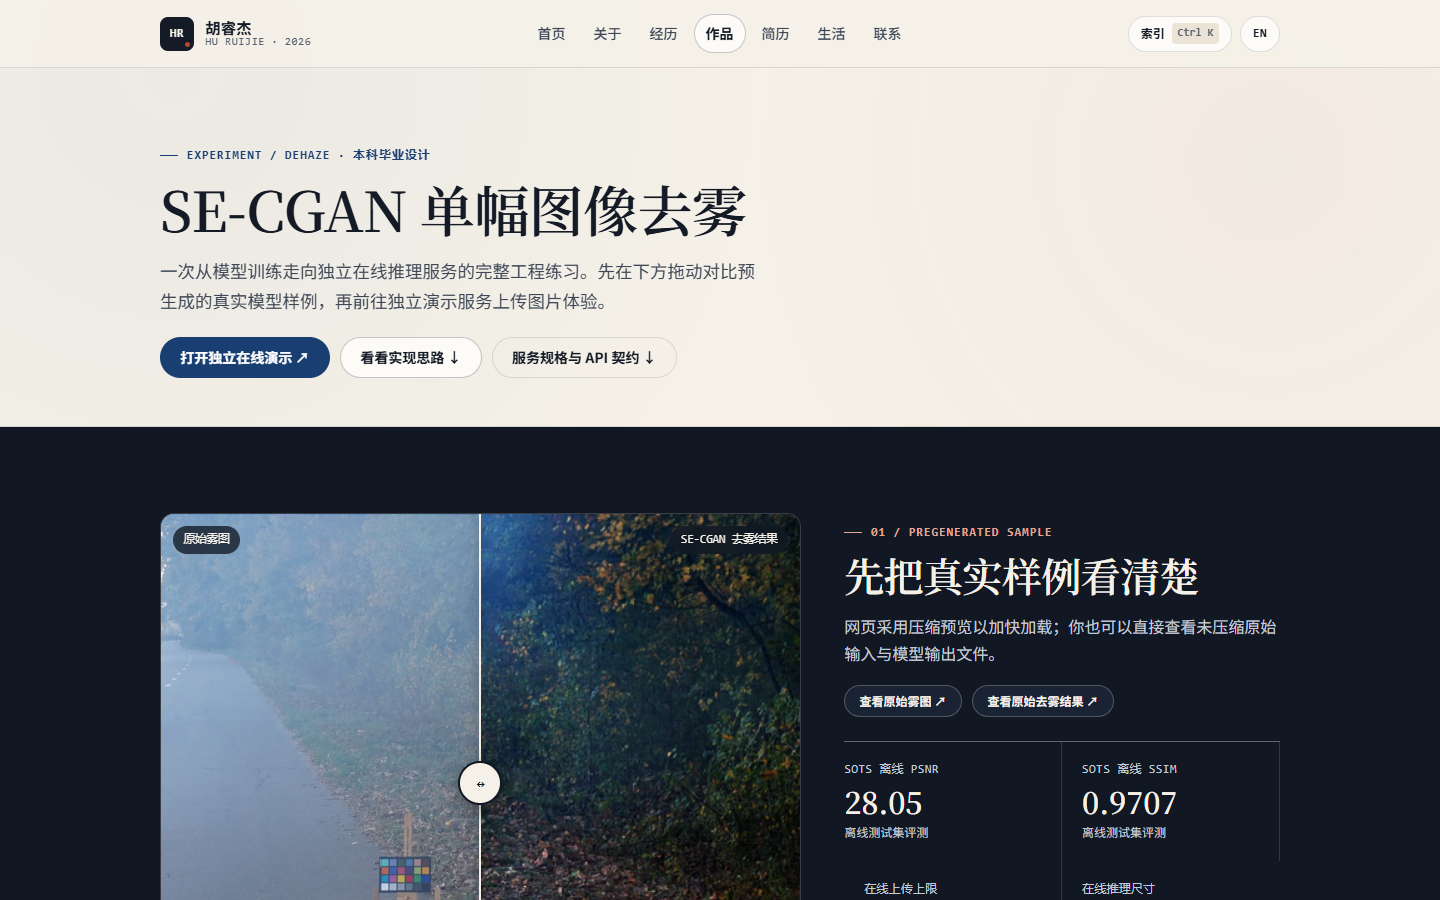 HR
胡睿杰
HU RUIJIE · 2026
首页
关于
经历
作品
简历
生活
联系
索引 Ctrl K
EN
EXPERIMENT / DEHAZE · 本科毕业设计
SE-CGAN 单幅图像去雾
一次从模型训练走向独立在线推理服务的完整工程练习。先在下方拖动对比预
生成的真实模型样例，再前往独立演示服务上传图片体验。
打开独立在线演示 ↗
看看实现思路 ↓
服务规格与 API 契约 ↓
原始雾图
SE-CGAN 去雾结果
01 / PREGENERATED SAMPLE
先把真实样例看清楚
网页采用压缩预览以加快加载；你也可以直接查看未压缩原始
输入与模型输出文件。
查看原始雾图 ↗
查看原始去雾结果 ↗
SOTS 离线 PSNR
28.05
离线测试集评测
SOTS 离线 SSIM
0.9707
离线测试集评测
在线上传上限
在线推理尺寸